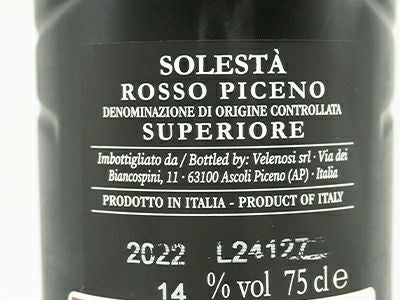 SOLESTÀ
ROSSO PICENO
DENOMINAZIONE DI ORIGINE CONTROLLATA
SUPERIORE
Imbottigliato da / Bottled by: Velenosi srl · Via dei
Biancospini, 11 · 63100 Ascoli Piceno (AP) · Italia
PRODOTTO IN ITALIA - PRODUCT OF ITALY
2022 L24127
14 % vol 75 cl e